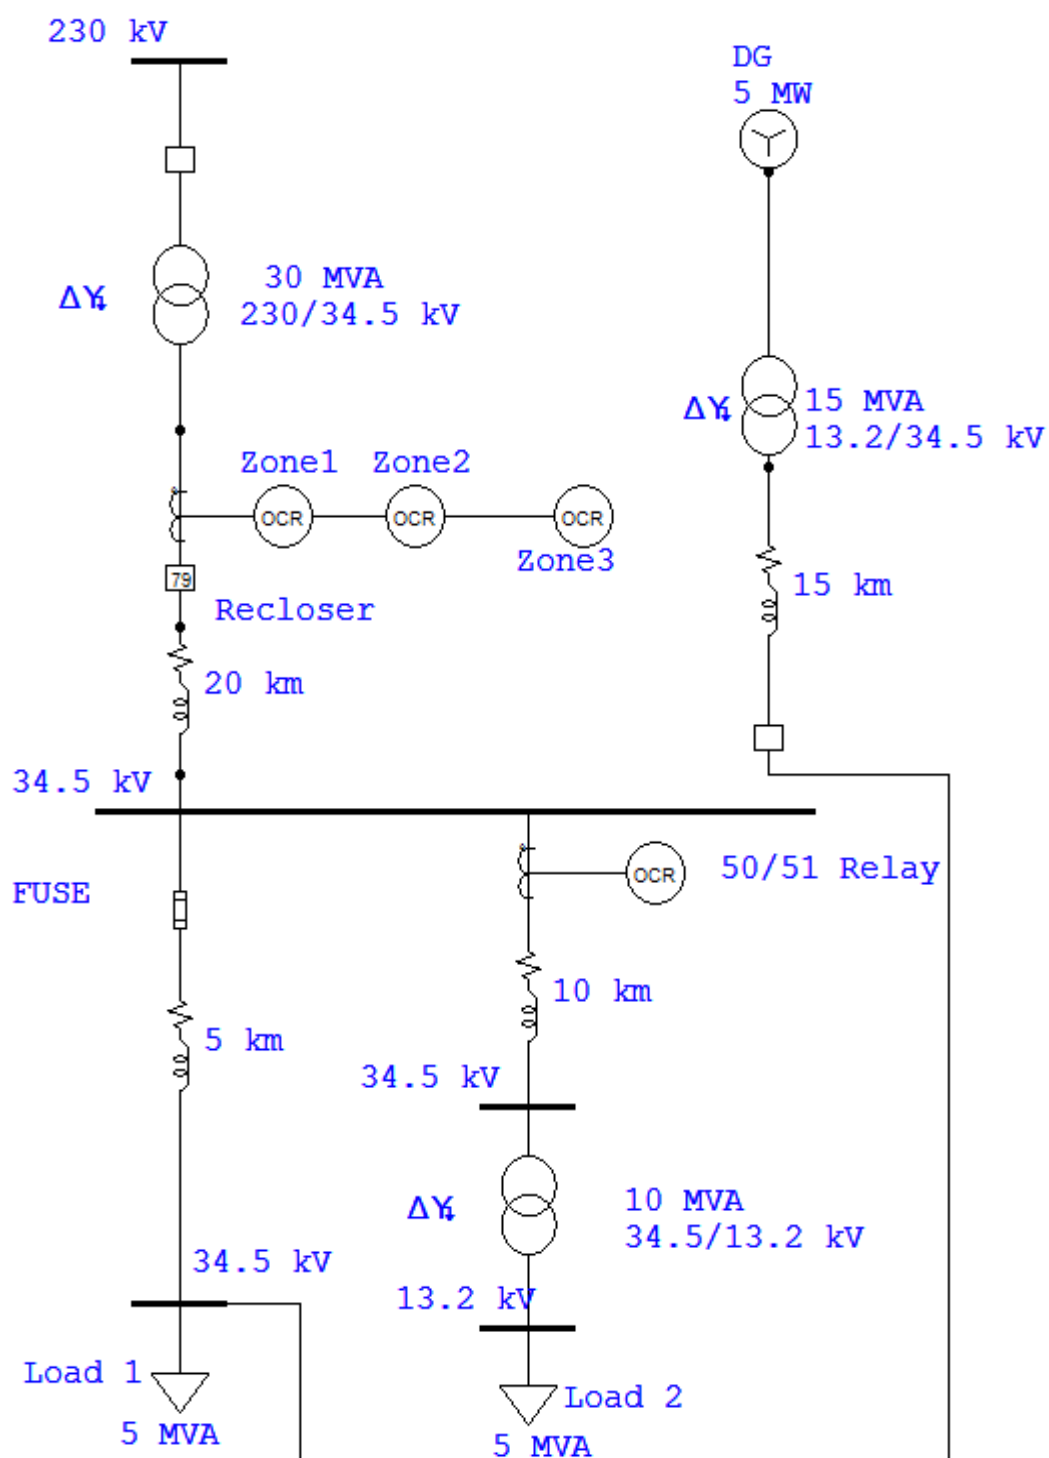 230 kV
DG
5 MW
ΔY
30 MVA
230/34.5 kV
ΔY
15 MVA
13.2/34.5 kV
Zone1
Zone2
OCR
OCR
OCR
Zone3
79
Recloser
15 km
20 km
34.5 kV
FUSE
OCR
50/51 Relay
10 km
5 km
34.5 kV
ΔY
10 MVA
34.5/13.2 kV
34.5 kV
13.2 kV
Load 1
5 MVA
Load 2
5 MVA